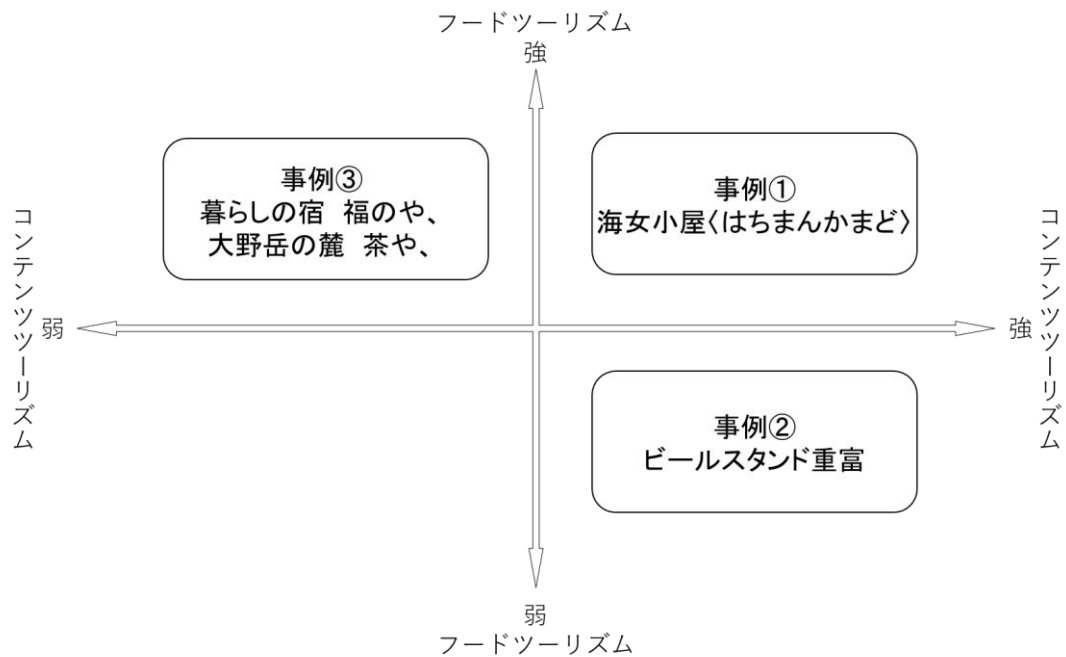 フードツーリズム
強
事例③
暮らしの宿 福のや、
大野岳の麓 茶や、
事例①
海女小屋〈はちまんかまど〉
コンテンツツーリズム
弱
強
コンテンツツーリズム
事例②
ビールスタンド重富
弱
フードツーリズム